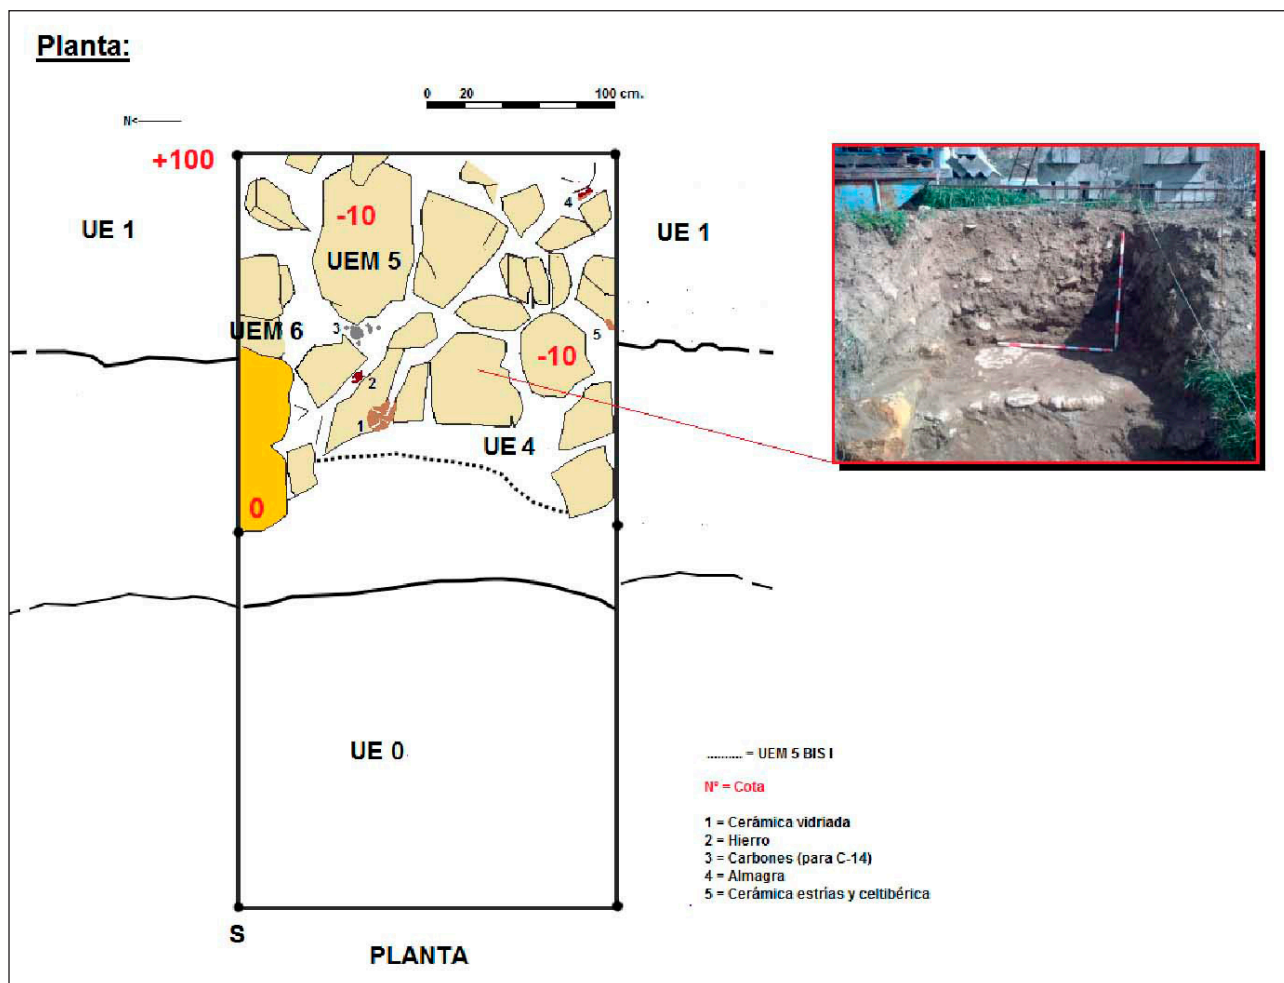 Planta:
0 20 100 cm.
N<
+100
UE 1
-10
4
UE 1
UEM 5
UEM 6
3
5
-10
2
1
UE 4
0
UE 0
.......... = UEM 5 BIS I
Nº = Cota
1 = Cerámica vidriada
2 = Hierro
3 = Carbones (para C-14)
4 = Almagra
5 = Cerámica estrías y celtibérica
S
PLANTA